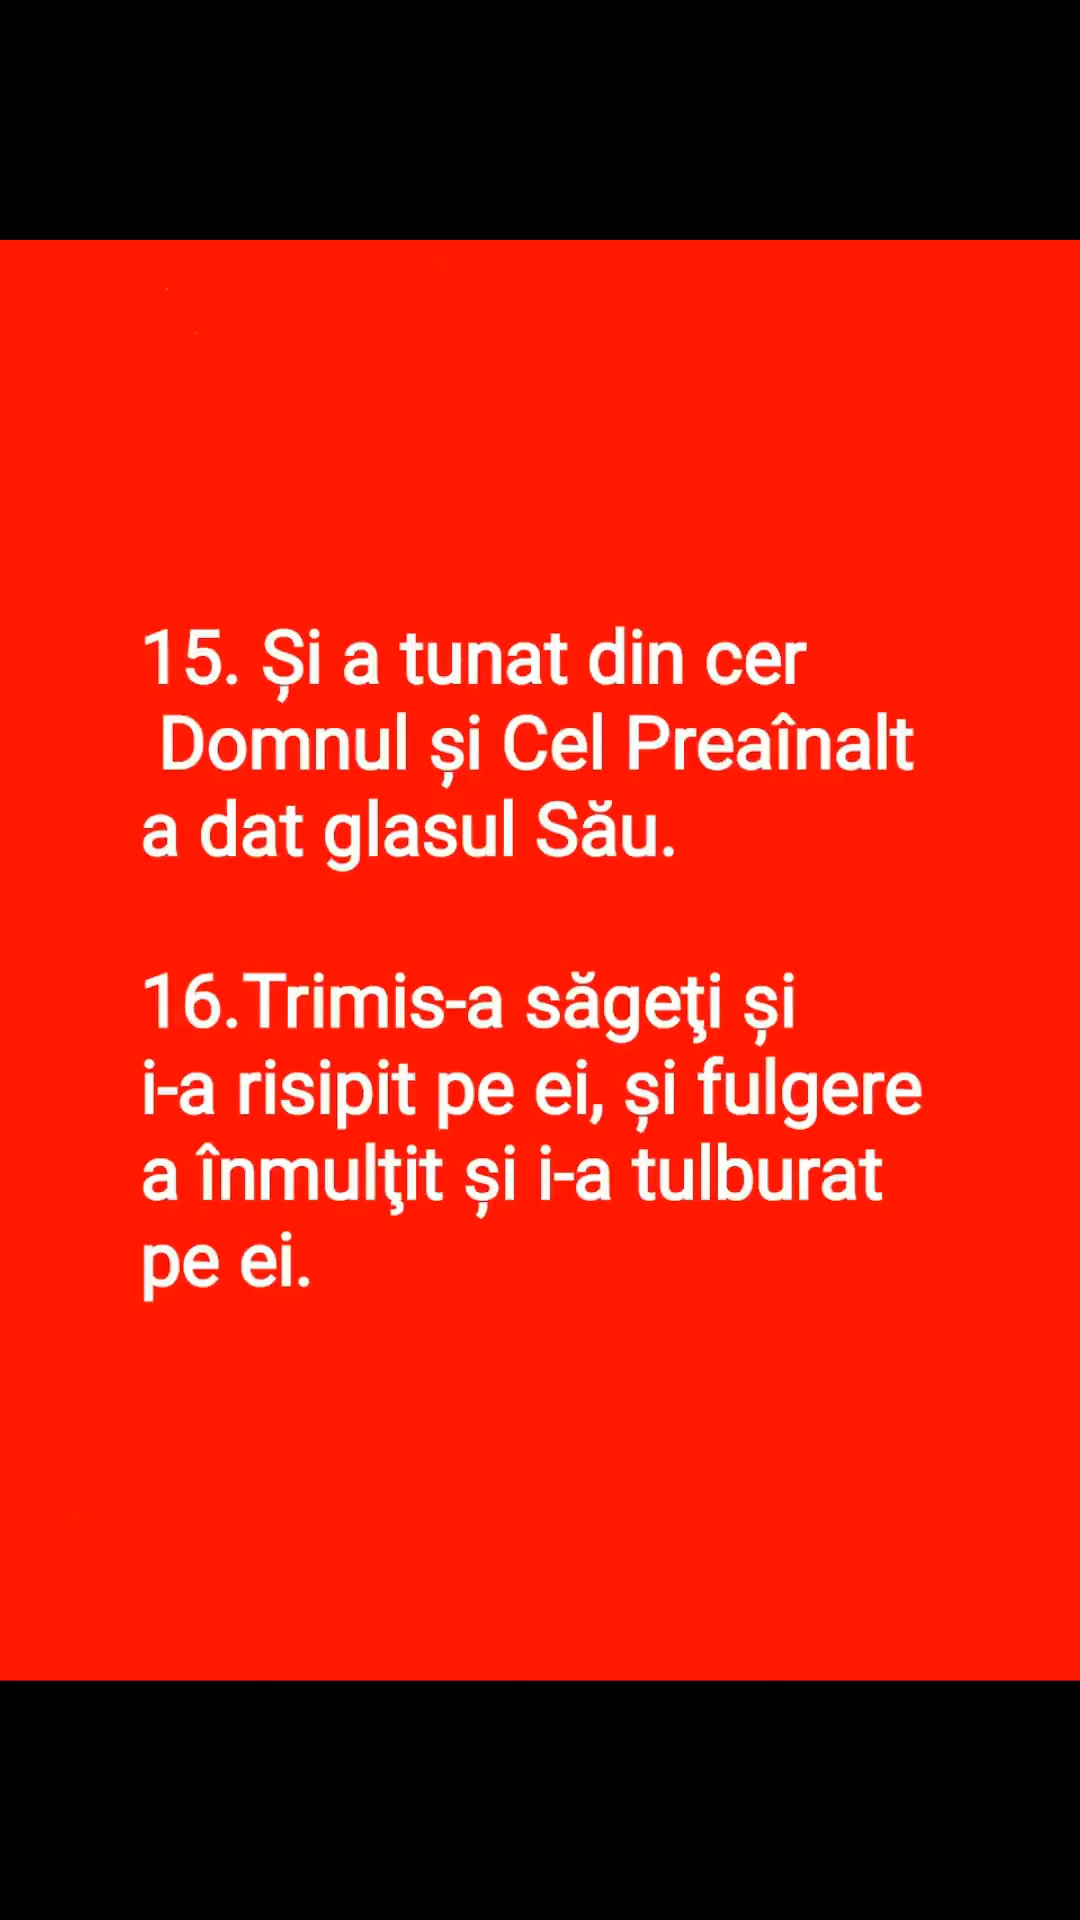 15. Și a tunat din cer
Domnul și Cel Preaînalt
a dat glasul Său.
16.Trimis-a săgeţi și
i-a risipit pe ei, și fulgere
a înmulţit și i-a tulburat
pe ei.